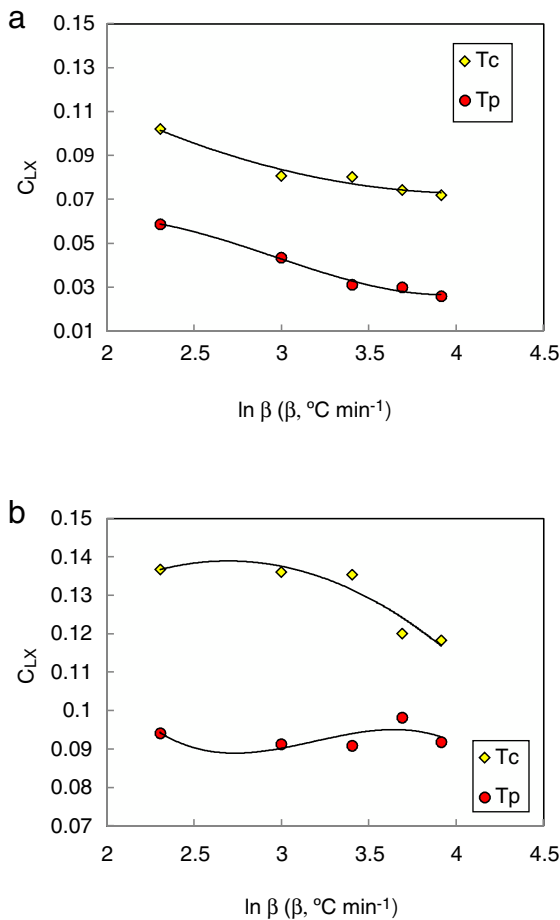 a
0.15
0.13
0.11
0.09
0.07
0.05
0.03
0.01
C_LX
Tc
Tp
2 2.5 3 3.5 4 4.5
ln β (β, ºC min⁻¹)
b
0.15
0.14
0.13
0.12
0.11
0.1
0.09
0.08
0.07
C_LX
Tc
Tp
2 2.5 3 3.5 4 4.5
ln β (β, ºC min⁻¹)